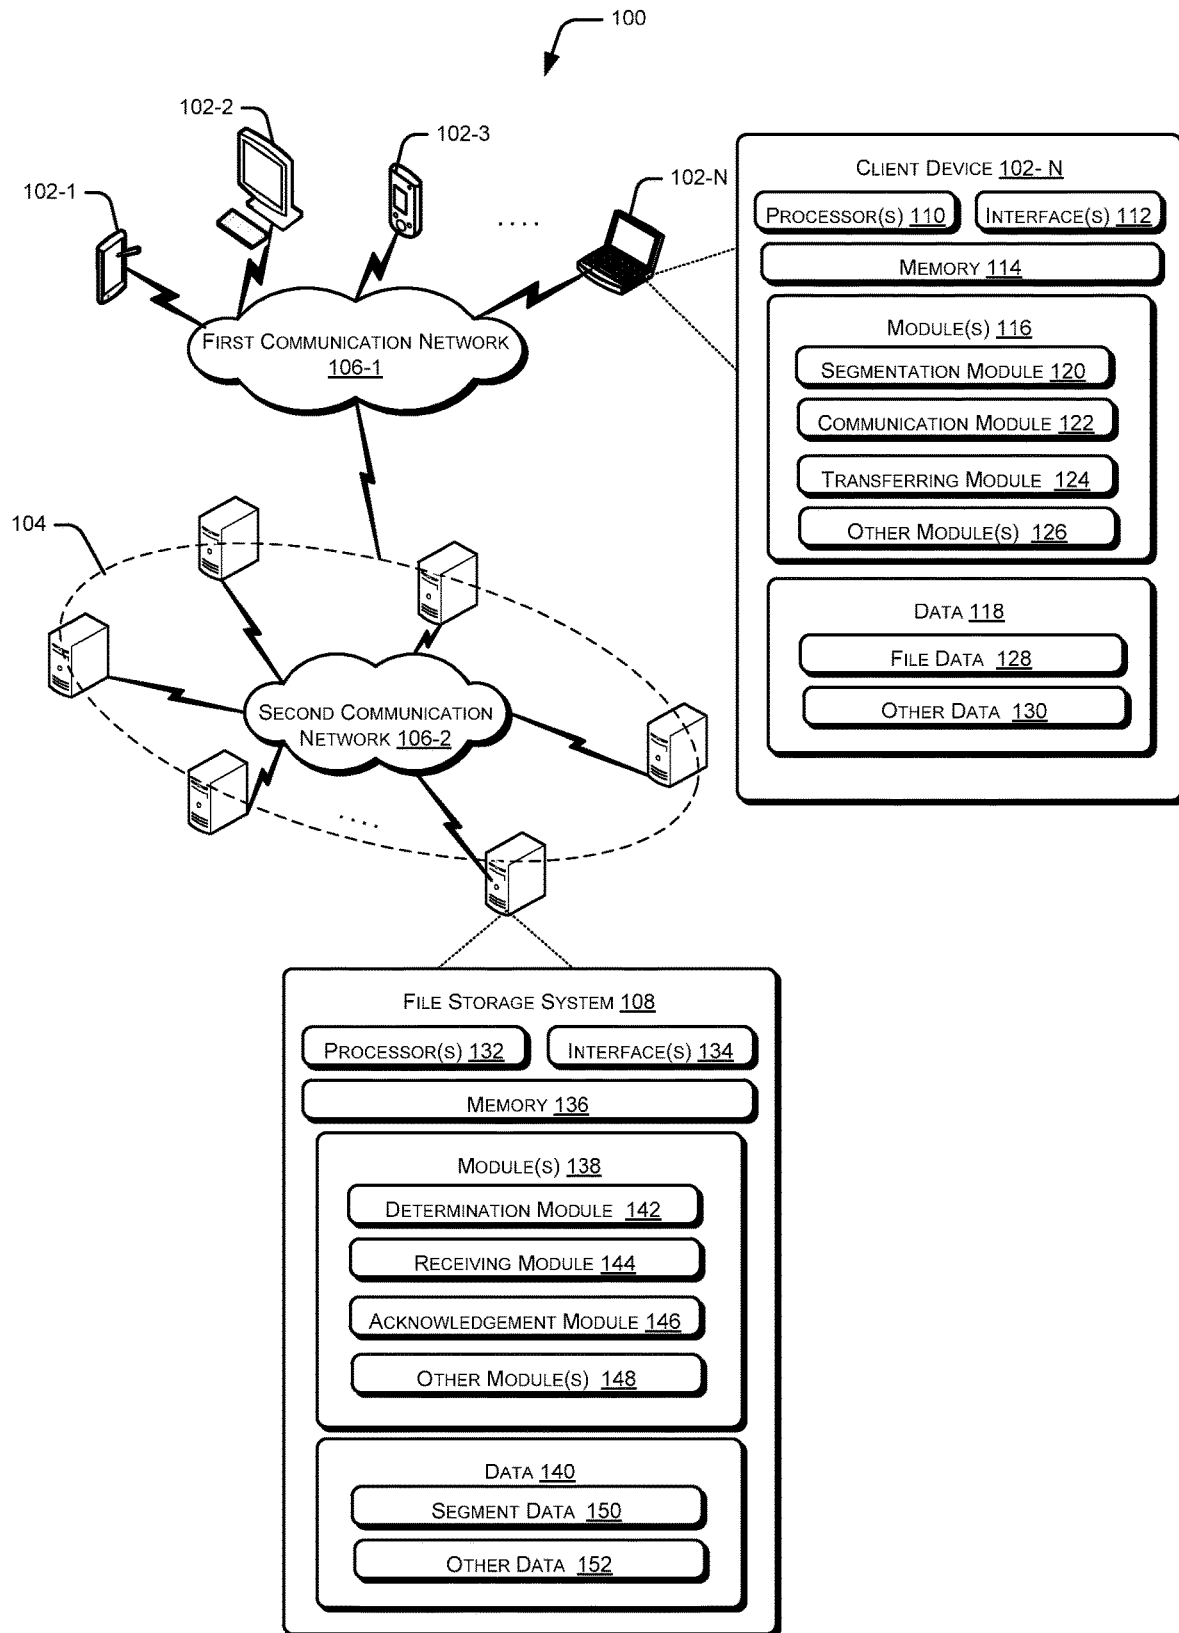 100
102-2
102-3
102-1
102-N
. . . .
FIRST COMMUNICATION NETWORK
106-1
CLIENT DEVICE 102- N
PROCESSOR(S) 110
INTERFACE(S) 112
MEMORY 114
MODULE(S) 116
SEGMENTATION MODULE 120
COMMUNICATION MODULE 122
TRANSFERRING MODULE 124
OTHER MODULE(S) 126
DATA 118
FILE DATA 128
OTHER DATA 130
104
SECOND COMMUNICATION
NETWORK 106-2
. . . .
FILE STORAGE SYSTEM 108
PROCESSOR(S) 132
INTERFACE(S) 134
MEMORY 136
MODULE(S) 138
DETERMINATION MODULE 142
RECEIVING MODULE 144
ACKNOWLEDGEMENT MODULE 146
OTHER MODULE(S) 148
DATA 140
SEGMENT DATA 150
OTHER DATA 152